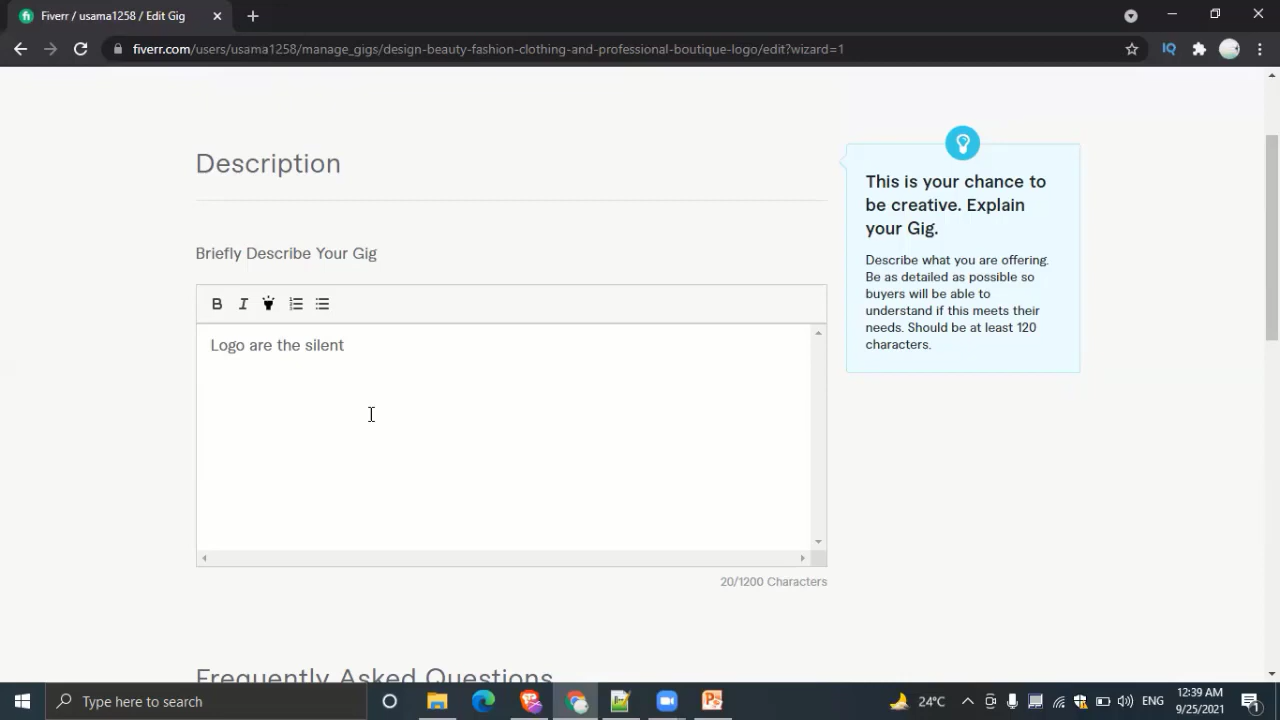 Fiverr / usama1258 / Edit Gig
fiverr.com/users/usama1258/manage_gigs/design-beauty-fashion-clothing-and-professional-boutique-logo/edit?wizard=1
IQ
Description
Briefly Describe Your Gig
B I
Logo are the silent
20/1200 Characters
This is your chance to
be creative. Explain
your Gig.
Describe what you are offering.
Be as detailed as possible so
buyers will be able to
understand if this meets their
needs. Should be at least 120
characters.
Frequently Asked Questions
Type here to search
24°C
ENG
12:39 AM
9/25/2021
1